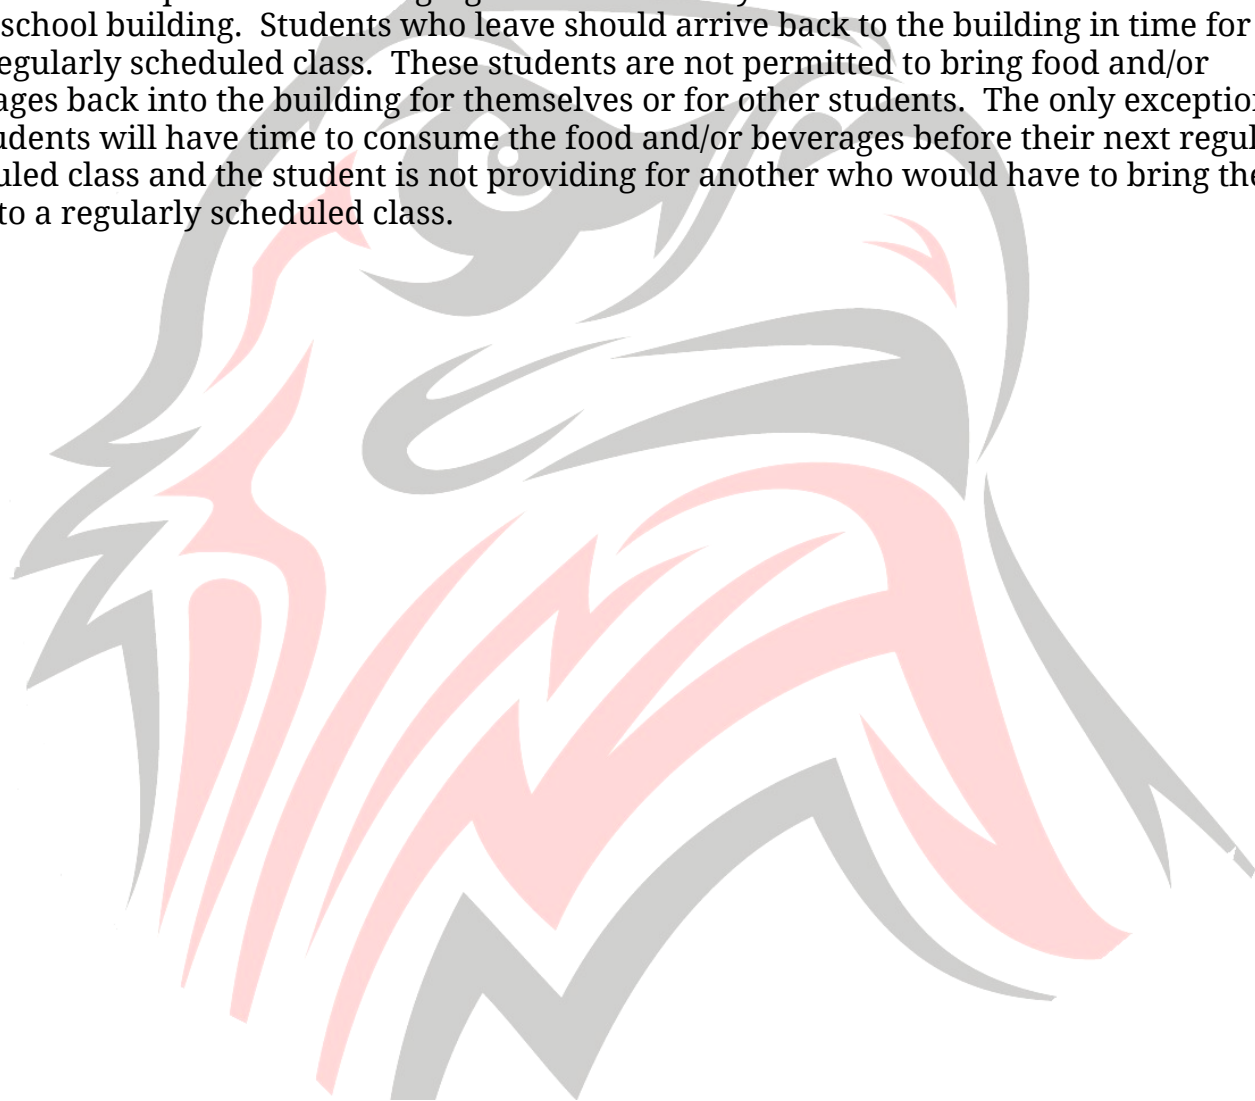 school building. Students who leave should arrive back to the building in time for
egularly scheduled class. These students are not permitted to bring food and/or
ages back into the building for themselves or for other students. The only exception
udents will have time to consume the food and/or beverages before their next regul
uled class and the student is not providing for another who would have to bring the
to a regularly scheduled class.